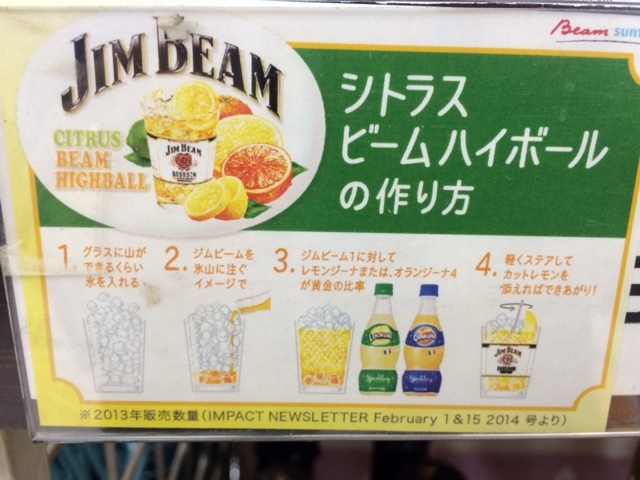 Beam sun
JIM BEAM
CITRUS
BEAM
HIGHBALL
JIM BEAM
BOURBON
シトラス
ビームハイボール
の作り方
1. グラスに山が
できるくらい
氷を入れる
2. ジムビームを
氷山に注ぐ
イメージで
3. ジムビーム1に対して
レモンジーナまたは、オランジーナ4
が黄金の比率
4. 軽くステアして
カットレモンを
添えればできあがり!
LEMONGINA
Orangina
Sparkling
Sparkling
JIM BEAM
※2013年販売数量(IMPACT NEWSLETTER February 1&15 2014 号より)